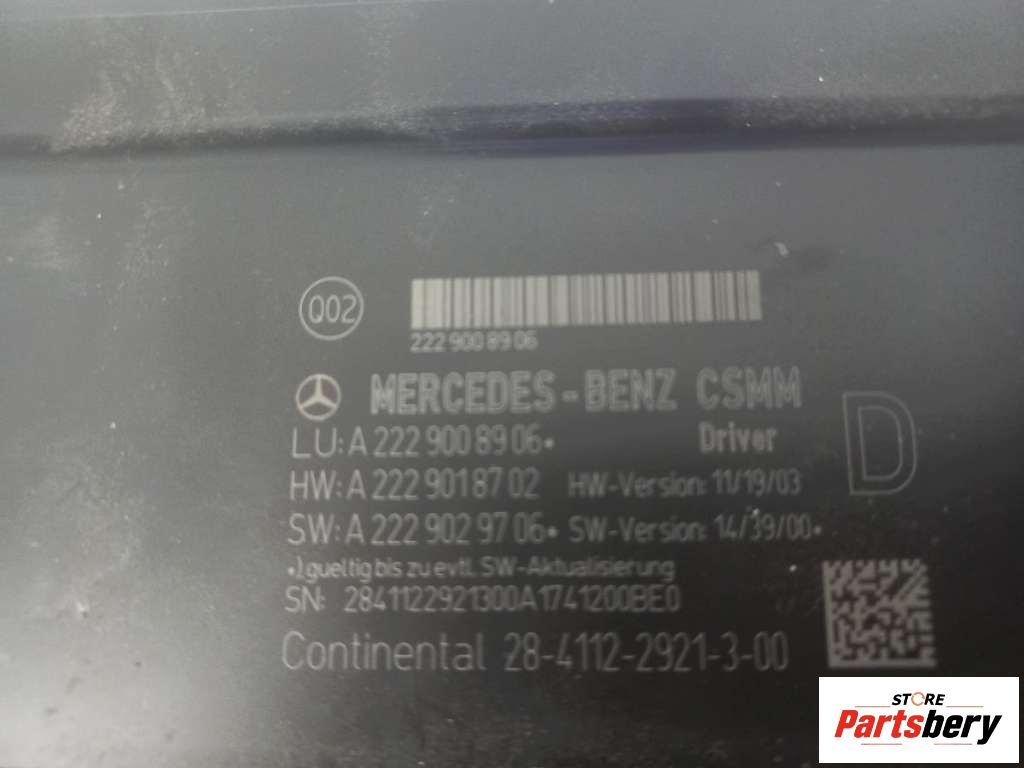 Q02
222 900 89 06
MERCEDES-BENZ CSMM
LU: A 222 900 89 06• Driver
D
HW: A 222 901 87 02 HW-Version: 11/19/03
SW: A 222 902 97 06• SW-Version: 14/39/00•
•) gueltig bis zu evtl. SW-Aktualisierung
SN: 2841122921300A1741200BE0
Continental 28-4112-2921-3-00
STORE
Partsbery